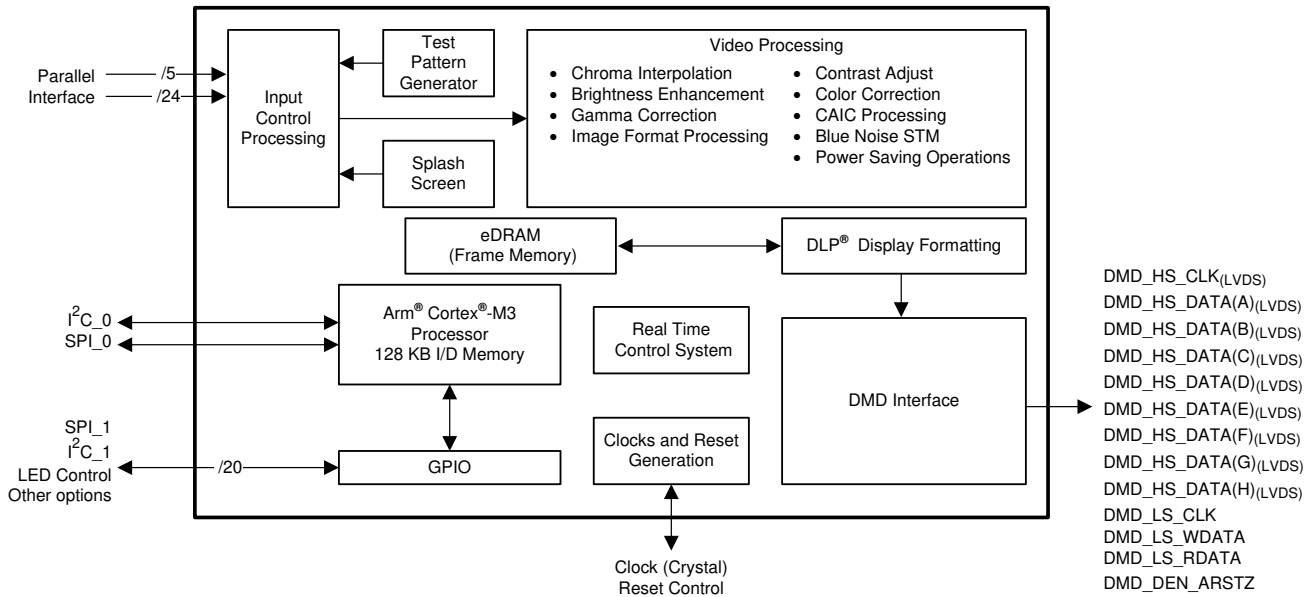 Parallel
Interface
/5
/24
Input
Control
Processing
Test
Pattern
Generator
Splash
Screen
Video Processing
• Chroma Interpolation
• Brightness Enhancement
• Gamma Correction
• Image Format Processing
• Contrast Adjust
• Color Correction
• CAIC Processing
• Blue Noise STM
• Power Saving Operations
eDRAM
(Frame Memory)
DLP® Display Formatting
I²C_0
SPI_0
Arm® Cortex®-M3
Processor
128 KB I/D Memory
Real Time
Control System
DMD Interface
SPI_1
I²C_1
LED Control
Other options
/20
GPIO
Clocks and Reset
Generation
Clock (Crystal)
Reset Control
DMD_HS_CLK(LVDS)
DMD_HS_DATA(A)(LVDS)
DMD_HS_DATA(B)(LVDS)
DMD_HS_DATA(C)(LVDS)
DMD_HS_DATA(D)(LVDS)
DMD_HS_DATA(E)(LVDS)
DMD_HS_DATA(F)(LVDS)
DMD_HS_DATA(G)(LVDS)
DMD_HS_DATA(H)(LVDS)
DMD_LS_CLK
DMD_LS_WDATA
DMD_LS_RDATA
DMD_DEN_ARSTZ